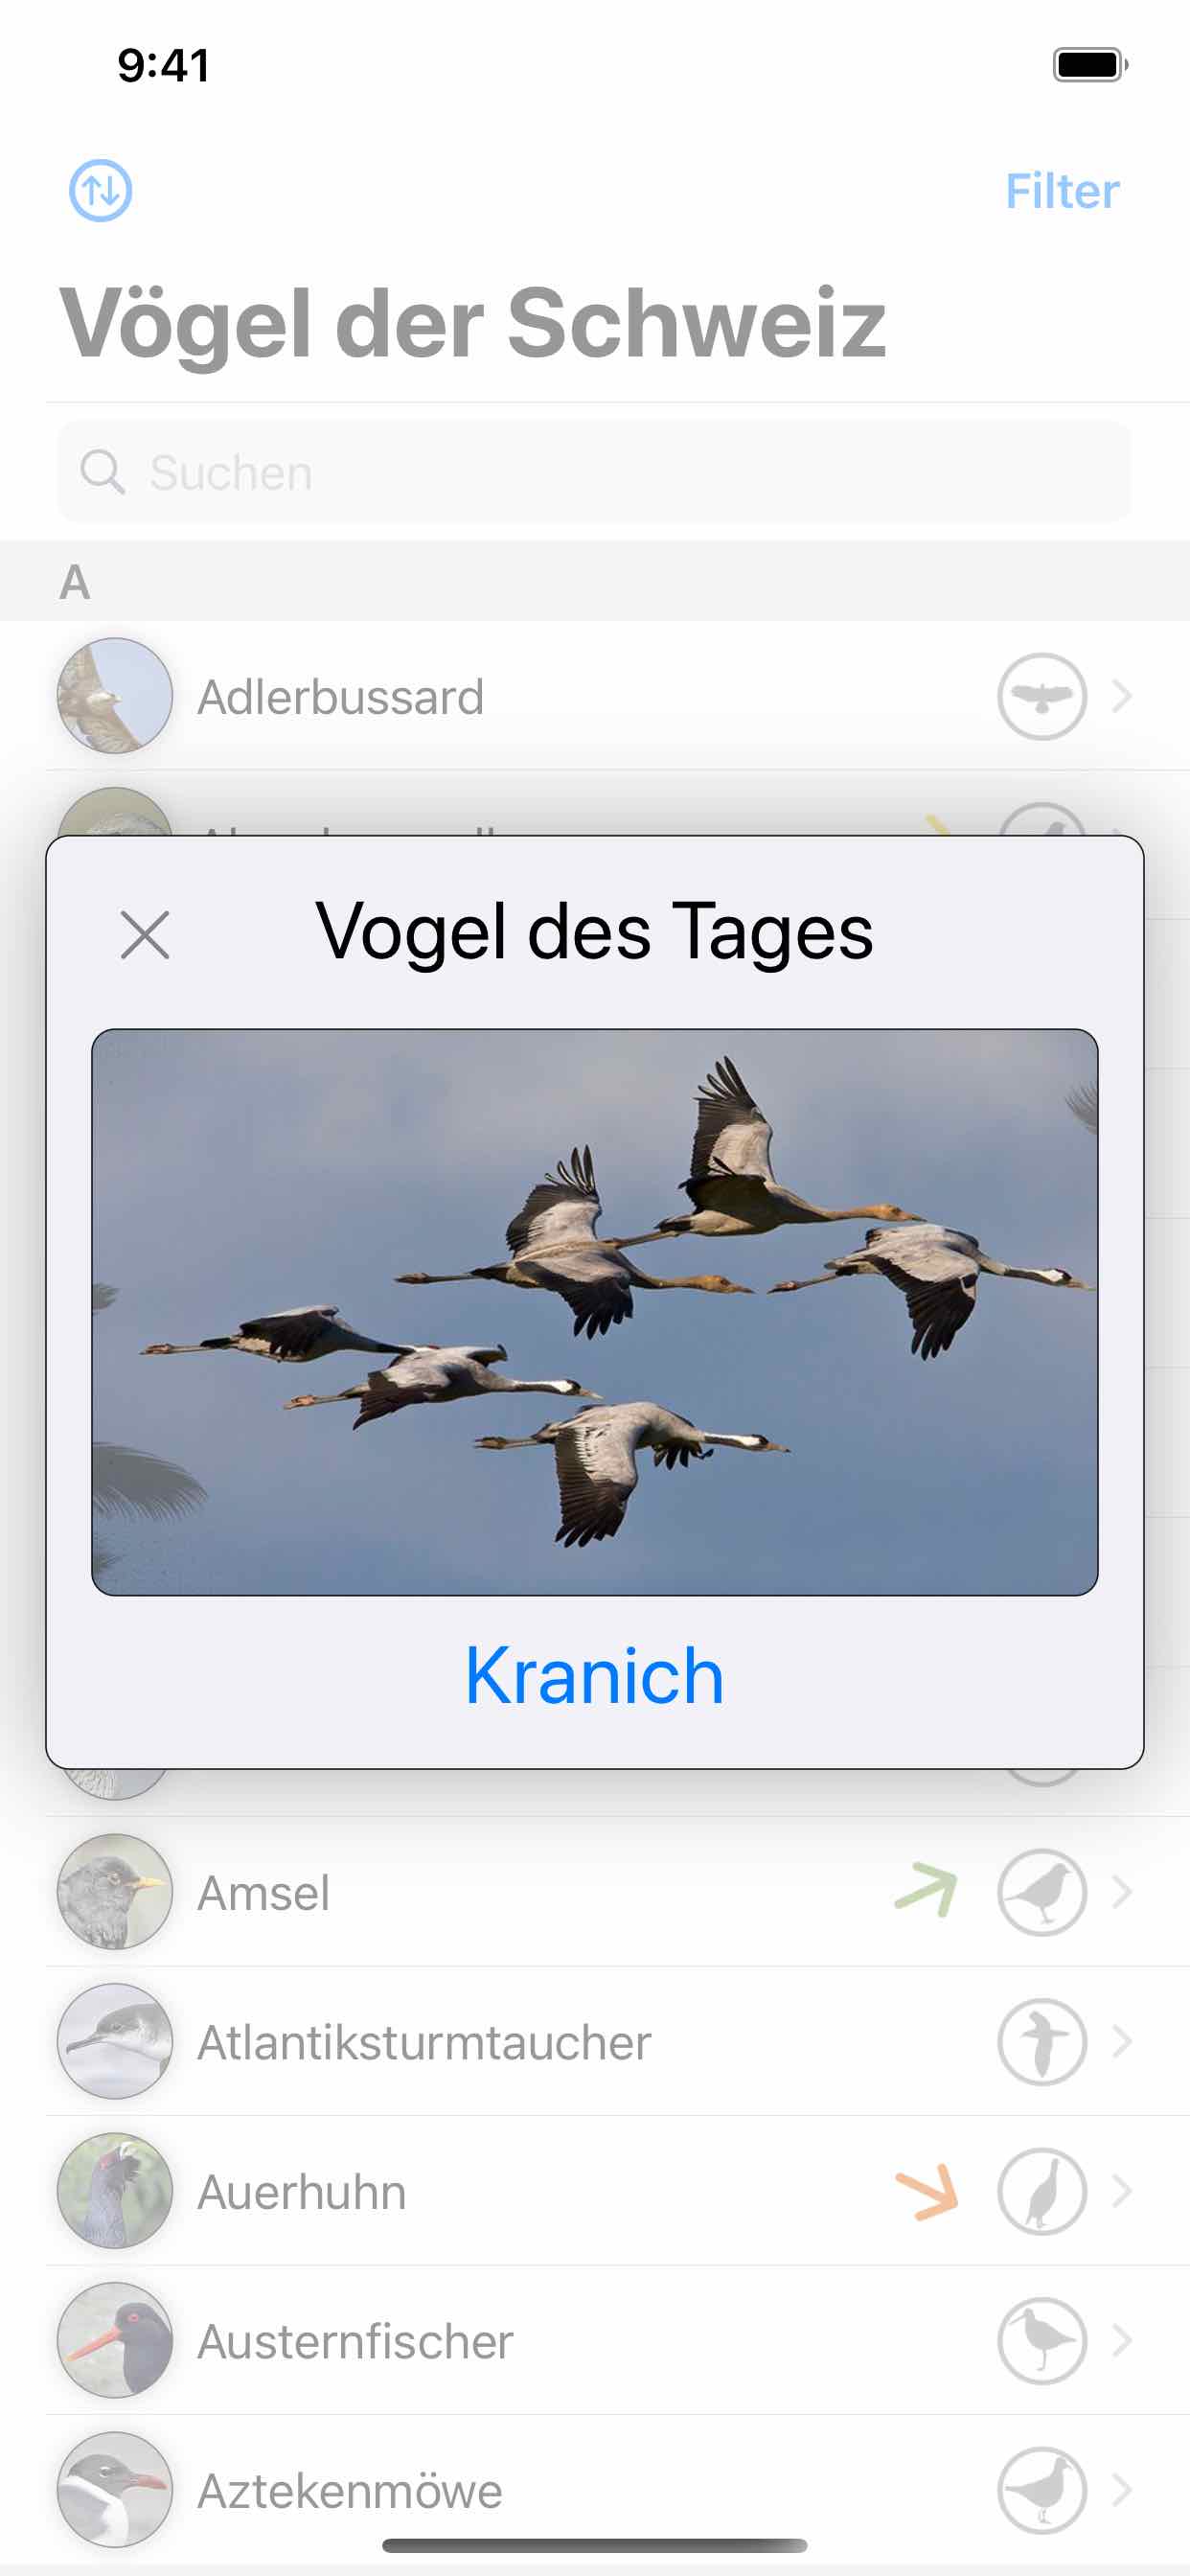 9:41
Filter
Vögel der Schweiz
Suchen
A
Adlerbussard
Vogel des Tages
Kranich
Amsel
Atlantiksturmtaucher
Auerhuhn
Austernfischer
Aztekenmöwe